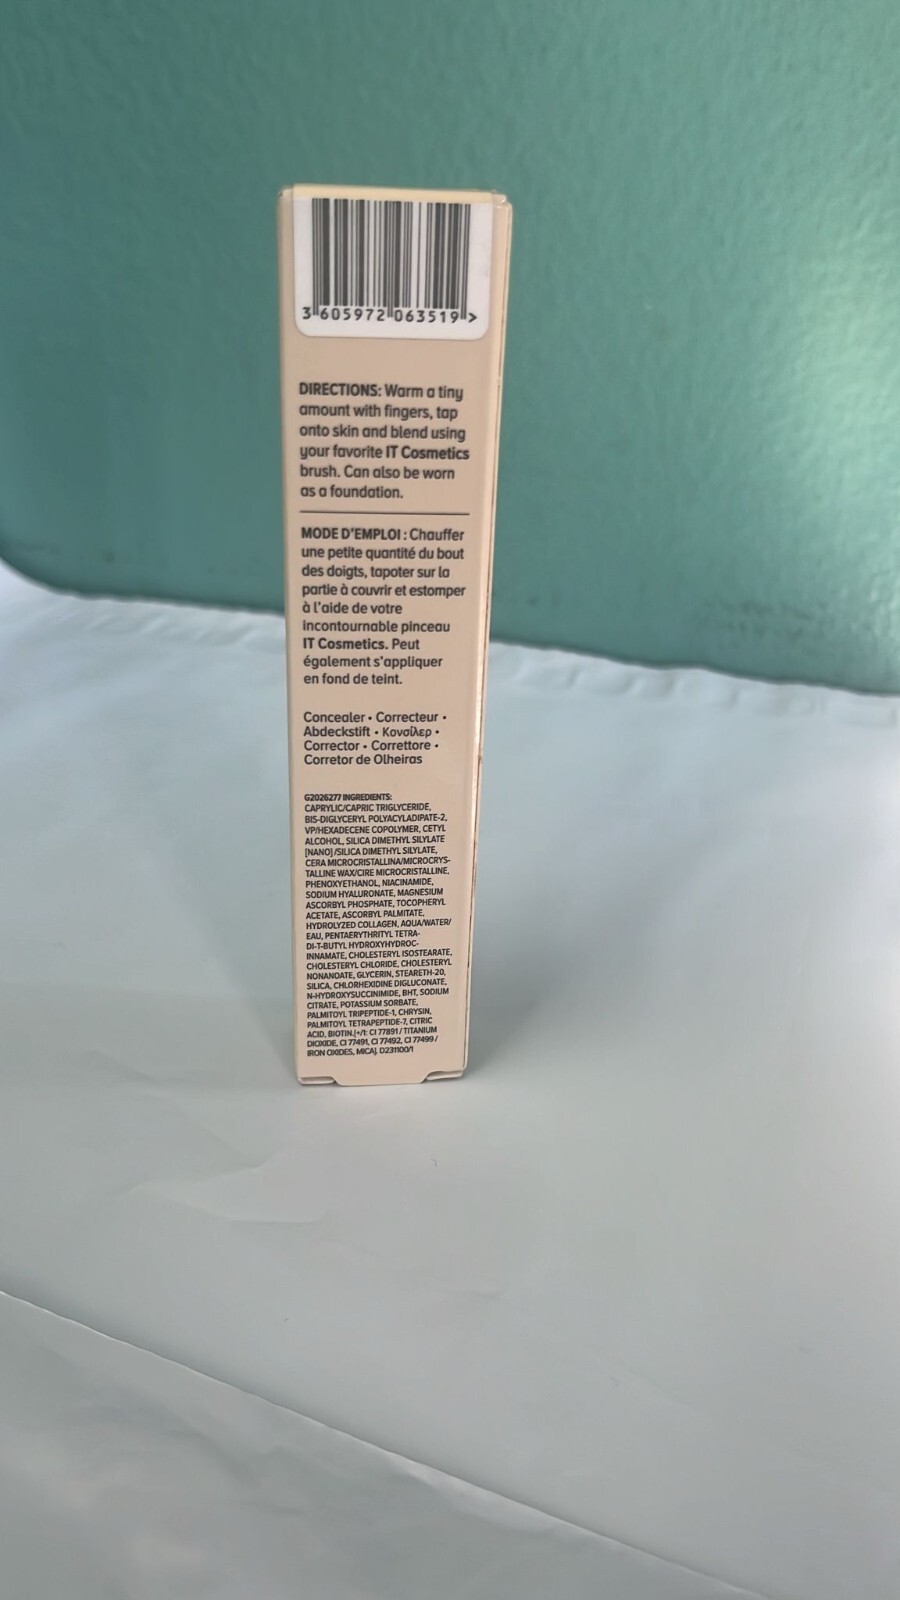 3 605972 063519 >
DIRECTIONS: Warm a tiny
amount with fingers, tap
onto skin and blend using
your favorite IT Cosmetics
brush. Can also be worn
as a foundation.
MODE D'EMPLOI : Chauffer
une petite quantité du bout
des doigts, tapoter sur la
partie à couvrir et estomper
à l'aide de votre
incontournable pinceau
IT Cosmetics. Peut
également s'appliquer
en fond de teint.
Concealer • Correcteur •
Abdeckstift • Κονσίλερ •
Corrector • Correttore •
Corretor de Olheiras
G2026277 INGREDIENTS:
CAPRYLIC/CAPRIC TRIGLYCERIDE,
BIS-DIGLYCERYL POLYACYLADIPATE-2,
VP/HEXADECENE COPOLYMER, CETYL
ALCOHOL, SILICA DIMETHYL SILYLATE
[NANO]/SILICA DIMETHYL SILYLATE,
CERA MICROCRISTALLINA/MICROCRYS-
TALLINE WAX/CIRE MICROCRISTALLINE,
PHENOXYETHANOL, NIACINAMIDE,
SODIUM HYALURONATE, MAGNESIUM
ASCORBYL PHOSPHATE, TOCOPHERYL
ACETATE, ASCORBYL PALMITATE,
HYDROLYZED COLLAGEN, AQUA/WATER/
EAU, PENTAERYTHRITYL TETRA-
DI-T-BUTYL HYDROXYHYDROC-
INNAMATE, CHOLESTERYL ISOSTEARATE,
CHOLESTERYL CHLORIDE, CHOLESTERYL
NONANOATE, GLYCERIN, STEARETH-20,
SILICA, CHLORHEXIDINE DIGLUCONATE,
N-HYDROXYSUCCINIMIDE, BHT, SODIUM
CITRATE, POTASSIUM SORBATE,
PALMITOYL TRIPEPTIDE-1, CHRYSIN,
PALMITOYL TETRAPEPTIDE-7, CITRIC
ACID, BIOTIN.[+/-: CI 77891 / TITANIUM
DIOXIDE, CI 77491, CI 77492, CI 77499 /
IRON OXIDES, MICA]. D231100/1